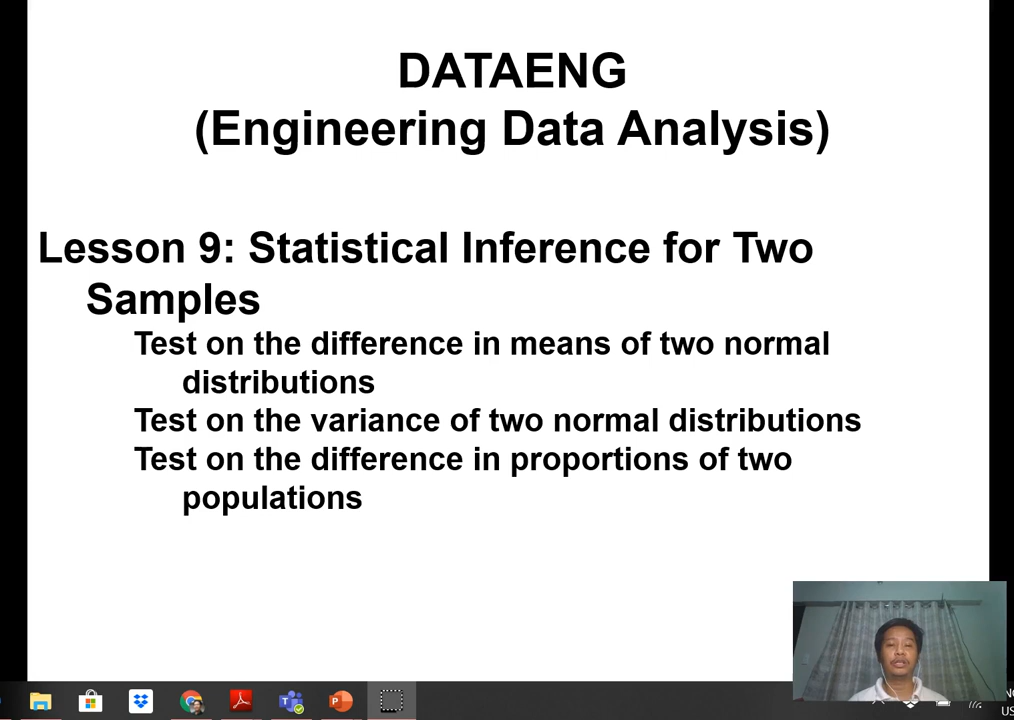 DATAENG
(Engineering Data Analysis)
Lesson 9: Statistical Inference for Two
Samples
Test on the difference in means of two normal
distributions
Test on the variance of two normal distributions
Test on the difference in proportions of two
populations